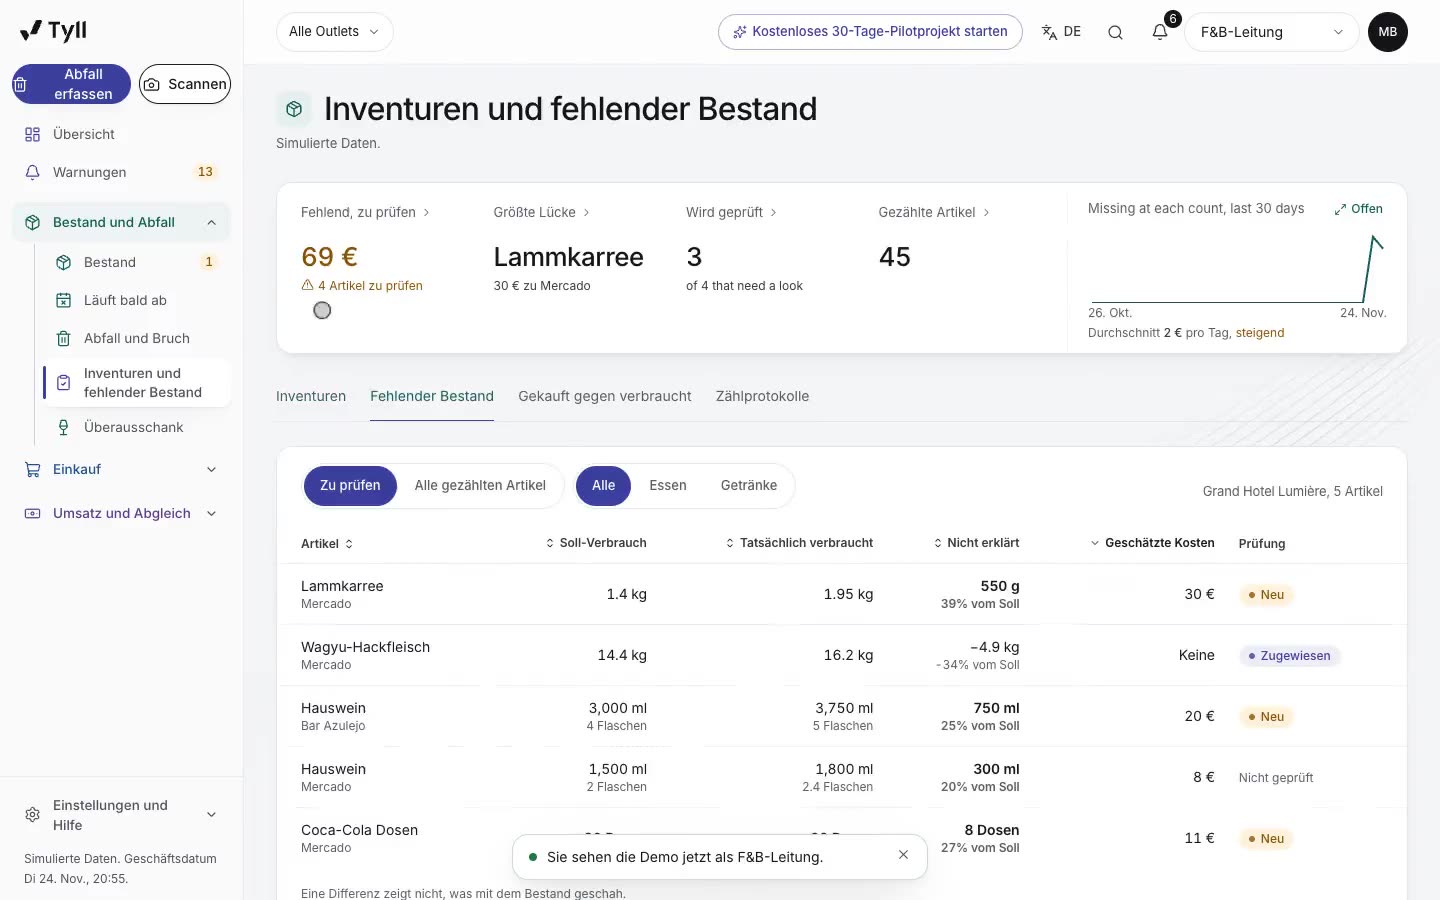 Tyll
Alle Outlets
Kostenloses 30-Tage-Pilotprojekt starten
DE
6
F&B-Leitung
MB
Abfall erfassen
Scannen
Übersicht
Warnungen
13
Bestand und Abfall
Bestand
1
Läuft bald ab
Abfall und Bruch
Inventuren und
fehlender Bestand
Überausschank
Einkauf
Umsatz und Abgleich
Einstellungen und
Hilfe
Simulierte Daten. Geschäftsdatum
Di 24. Nov., 20:55.
Inventuren und fehlender Bestand
Simulierte Daten.
Fehlend, zu prüfen
69 €
4 Artikel zu prüfen
Größte Lücke
Lammkarree
30 € zu Mercado
Wird geprüft
3
of 4 that need a look
Gezählte Artikel
45
Missing at each count, last 30 days
Offen
26. Okt.
24. Nov.
Durchschnitt 2 € pro Tag, steigend
Inventuren
Fehlender Bestand
Gekauft gegen verbraucht
Zählprotokolle
Zu prüfen
Alle gezählten Artikel
Alle
Essen
Getränke
Grand Hotel Lumière, 5 Artikel
Artikel Soll-Verbrauch Tatsächlich verbraucht Nicht erklärt Geschätzte Kosten Prüfung
Lammkarree 1.4 kg 1.95 kg 550 g 30 € Neu
Mercado 39% vom Soll
Wagyu-Hackfleisch 14.4 kg 16.2 kg −4.9 kg Keine Zugewiesen
Mercado -34% vom Soll
Hauswein 3,000 ml 3,750 ml 750 ml 20 € Neu
Bar Azulejo 4 Flaschen 5 Flaschen 25% vom Soll
Hauswein 1,500 ml 1,800 ml 300 ml 8 € Nicht geprüft
Mercado 2 Flaschen 2.4 Flaschen 20% vom Soll
Coca-Cola Dosen 8 Dosen 11 € Neu
Mercado 27% vom Soll
Sie sehen die Demo jetzt als F&B-Leitung.
Eine Differenz zeigt nicht, was mit dem Bestand geschah.